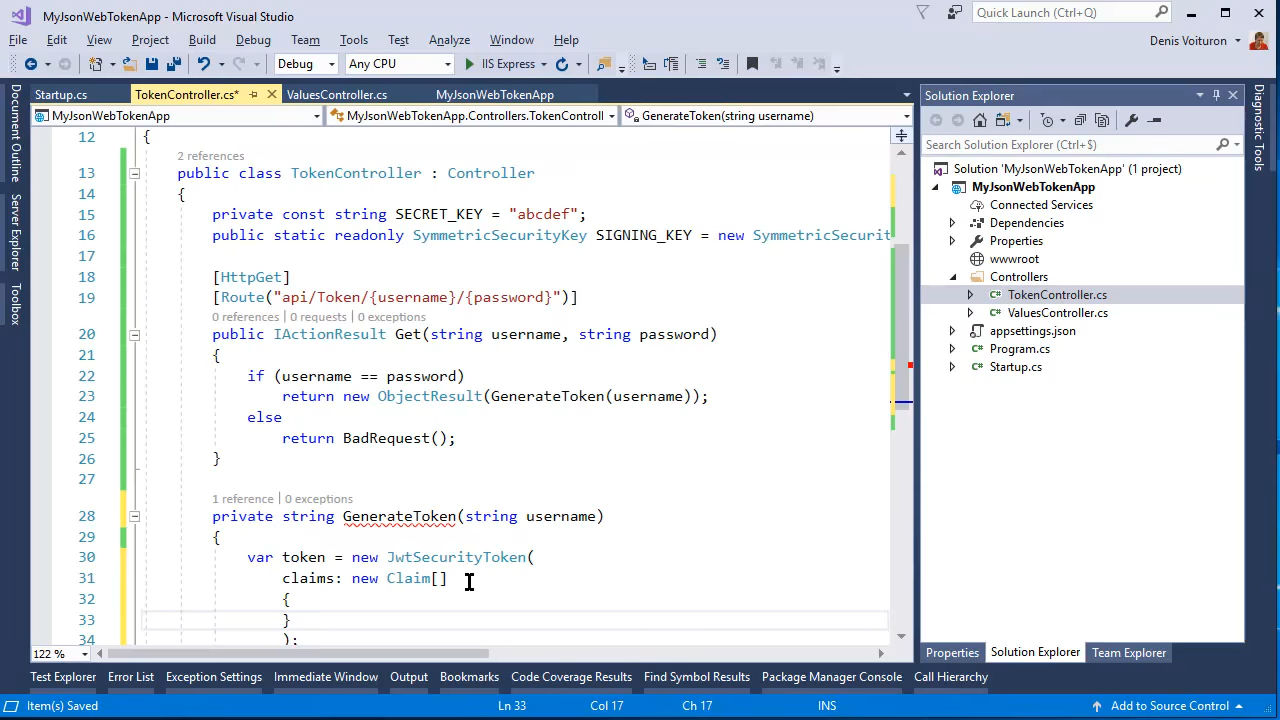 MyJsonWebTokenApp - Microsoft Visual Studio
Quick Launch (Ctrl+Q)
File Edit View Project Build Debug Team Tools Test Analyze Window Help
Denis Voituron
Debug Any CPU IIS Express
Startup.cs TokenController.cs* ValuesController.cs MyJsonWebTokenApp
MyJsonWebTokenApp MyJsonWebTokenApp.Controllers.TokenControll GenerateToken(string username)
Document Outline
Server Explorer
Toolbox
12 {
2 references
13 public class TokenController : Controller
14 {
15 private const string SECRET_KEY = "abcdef";
16 public static readonly SymmetricSecurityKey SIGNING_KEY = new SymmetricSecurit
17
18 [HttpGet]
19 [Route("api/Token/{username}/{password}")]
0 references | 0 requests | 0 exceptions
20 public IActionResult Get(string username, string password)
21 {
22 if (username == password)
23 return new ObjectResult(GenerateToken(username));
24 else
25 return BadRequest();
26 }
27
1 reference | 0 exceptions
28 private string GenerateToken(string username)
29 {
30 var token = new JwtSecurityToken(
31 claims: new Claim[]
32 {
33 }
34 );
122 %
Solution Explorer
Search Solution Explorer (Ctrl+$)
Solution 'MyJsonWebTokenApp' (1 project)
MyJsonWebTokenApp
Connected Services
Dependencies
Properties
wwwroot
Controllers
TokenController.cs
ValuesController.cs
appsettings.json
Program.cs
Startup.cs
Properties Solution Explorer Team Explorer
Diagnostic Tools
Test Explorer Error List Exception Settings Immediate Window Output Bookmarks Code Coverage Results Find Symbol Results Package Manager Console Call Hierarchy
Item(s) Saved Ln 33 Col 17 Ch 17 INS Add to Source Control